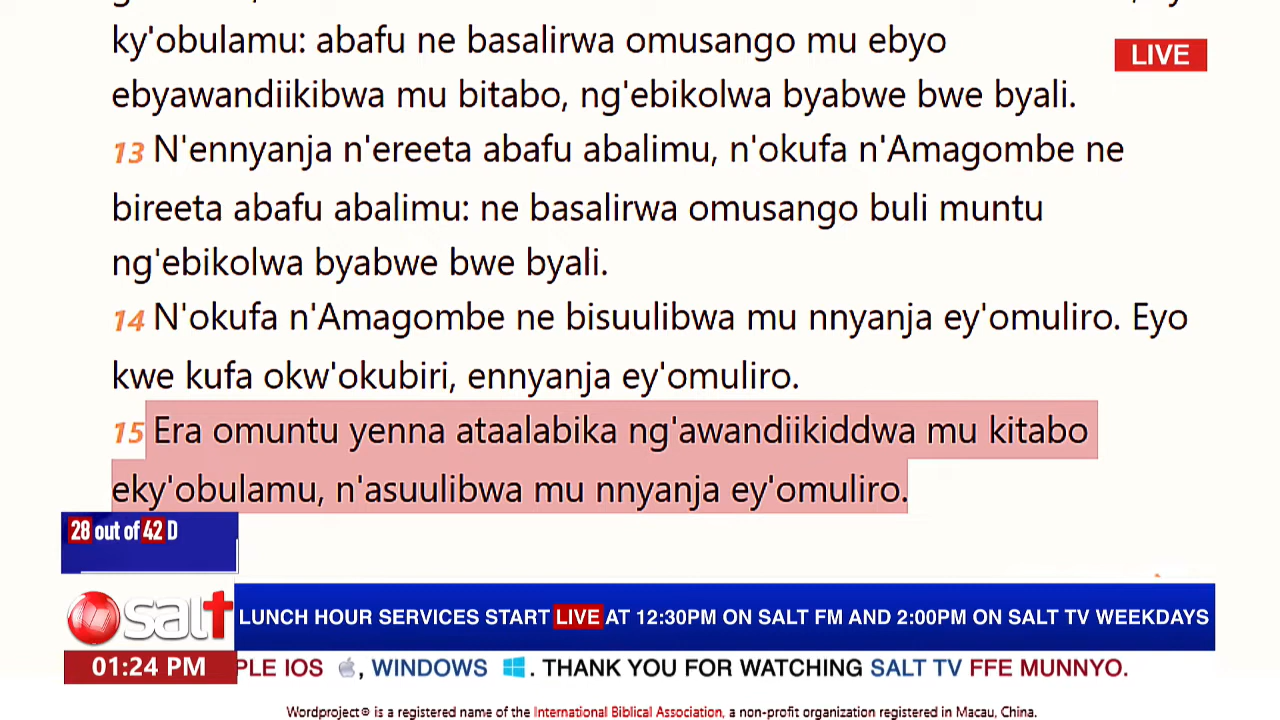 ky'obulamu: abafu ne basalirwa omusango mu ebyo
ebyawandiikibwa mu bitabo, ng'ebikolwa byabwe bwe byali.
13 N'ennyanja n'ereeta abafu abalimu, n'okufa n'Amagombe ne
bireeta abafu abalimu: ne basalirwa omusango buli muntu
ng'ebikolwa byabwe bwe byali.
14 N'okufa n'Amagombe ne bisuulibwa mu nnyanja ey'omuliro. Eyo
kwe kufa okw'okubiri, ennyanja ey'omuliro.
15 Era omuntu yenna ataalabika ng'awandiikiddwa mu kitabo
eky'obulamu, n'asuulibwa mu nnyanja ey'omuliro.
LIVE
28 out of 42 D
salt
LUNCH HOUR SERVICES START LIVE AT 12:30PM ON SALT FM AND 2:00PM ON SALT TV WEEKDAYS
01:24 PM
PLE IOS , WINDOWS . THANK YOU FOR WATCHING SALT TV FFE MUNNYO.
Wordproject® is a registered name of the International Biblical Association, a non-profit organization registered in Macau, China.